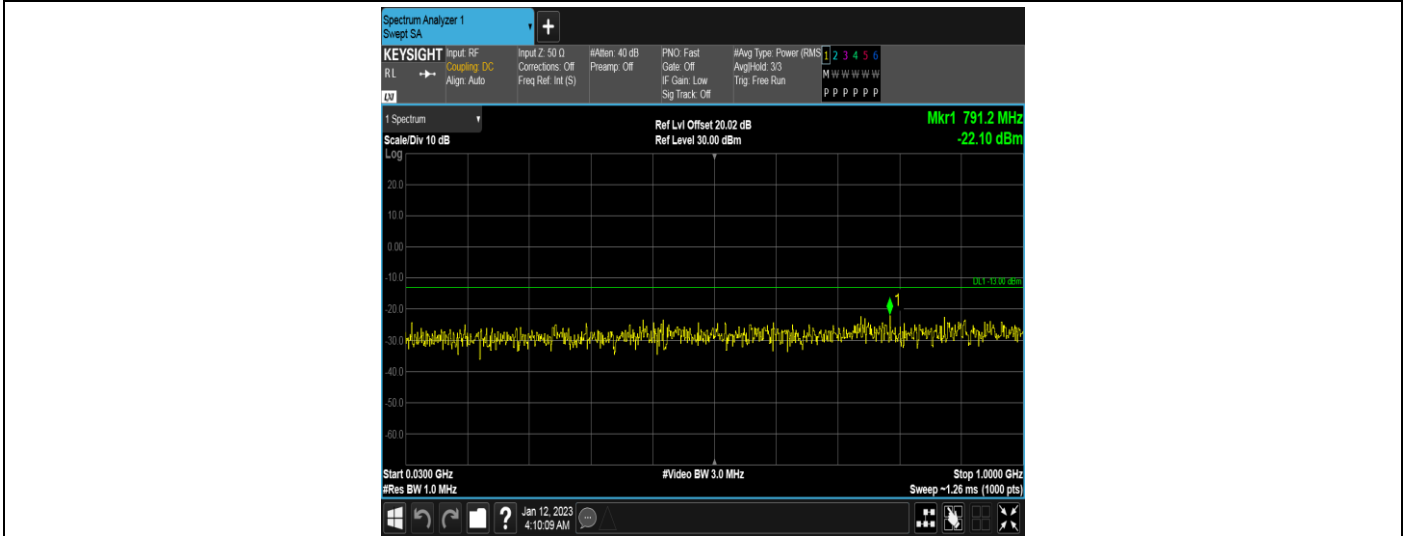 Spectrum Analyzer 1
Swept SA
+
KEYSIGHT
RL
LXI
Input: RF
Coupling: DC
Align: Auto
Input Z: 50 Ω
Corrections: Off
Freq Ref: Int (S)
#Atten: 40 dB
Preamp: Off
PNO: Fast
Gate: Off
IF Gain: Low
Sig Track: Off
#Avg Type: Power (RMS
Avg|Hold: 3/3
Trig: Free Run
1 2 3 4 5 6
M W W W W W
P P P P P P
1 Spectrum
Scale/Div 10 dB
Log
Ref Lvl Offset 20.02 dB
Ref Level 30.00 dBm
Mkr1 791.2 MHz
-22.10 dBm
20.0
10.0
0.00
-10.0
DL1 -13.00 dBm
1
-20.0
-30.0
-40.0
-50.0
-60.0
Start 0.0300 GHz
#Res BW 1.0 MHz
#Video BW 3.0 MHz
Stop 1.0000 GHz
Sweep ~1.26 ms (1000 pts)
?
Jan 12, 2023
4:10:09 AM